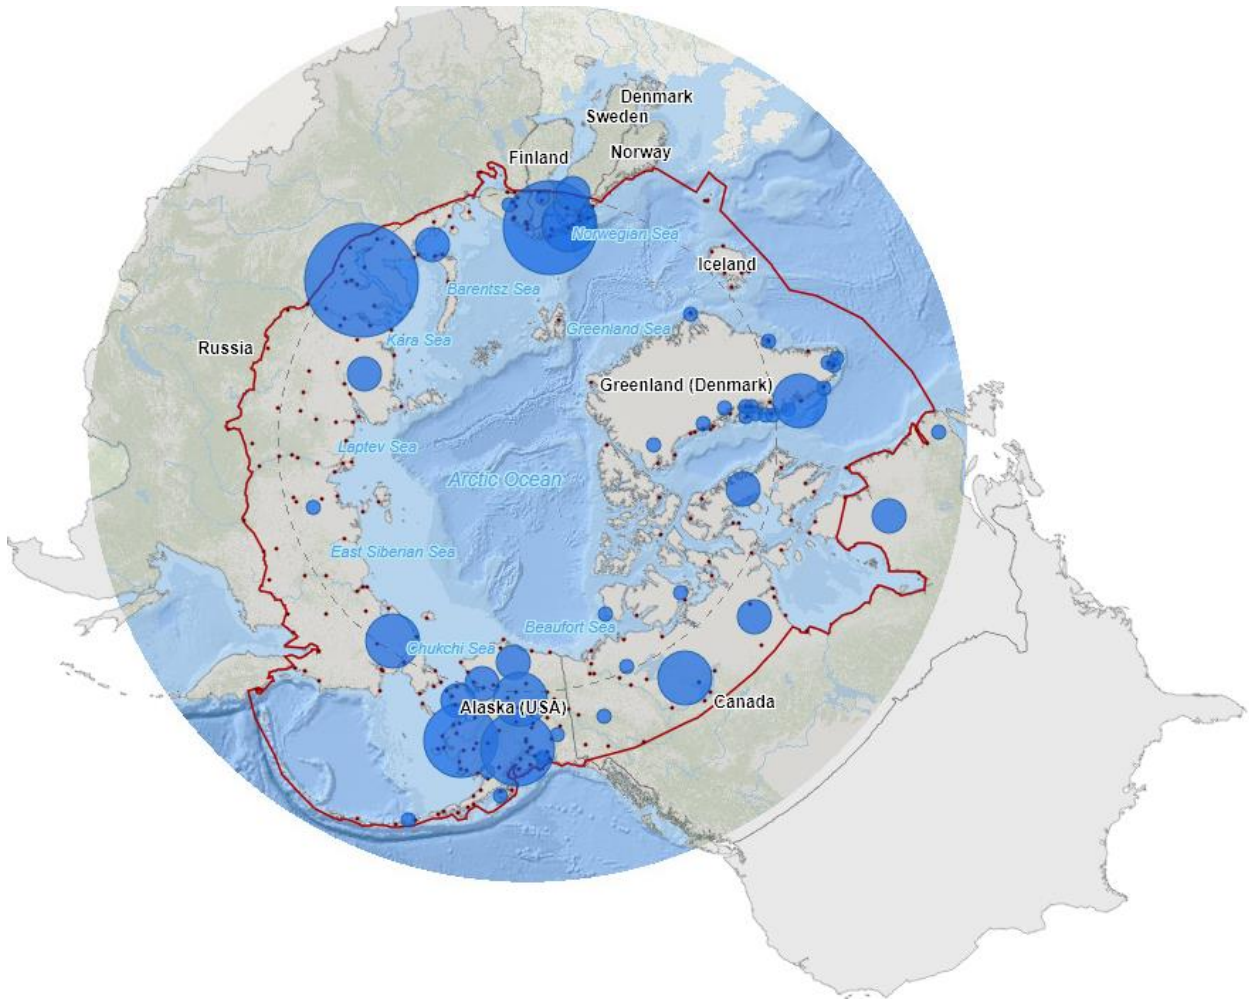 Denmark
Sweden
Finland
Norway
Norwegian Sea
Iceland
Barentsz Sea
Greenland Sea
Kara Sea
Russia
Greenland (Denmark)
Laptev Sea
Arctic Ocean
East Siberian Sea
Beaufort Sea
Chukchi Sea
Alaska (USA)
Canada